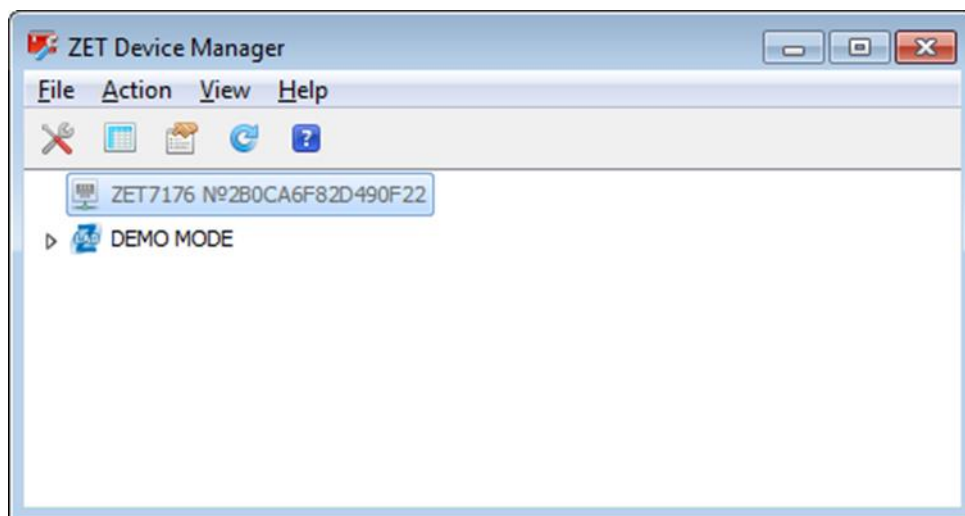 ZET Device Manager
File Action View Help
ZET7176 №2B0CA6F82D490F22
DEMO MODE